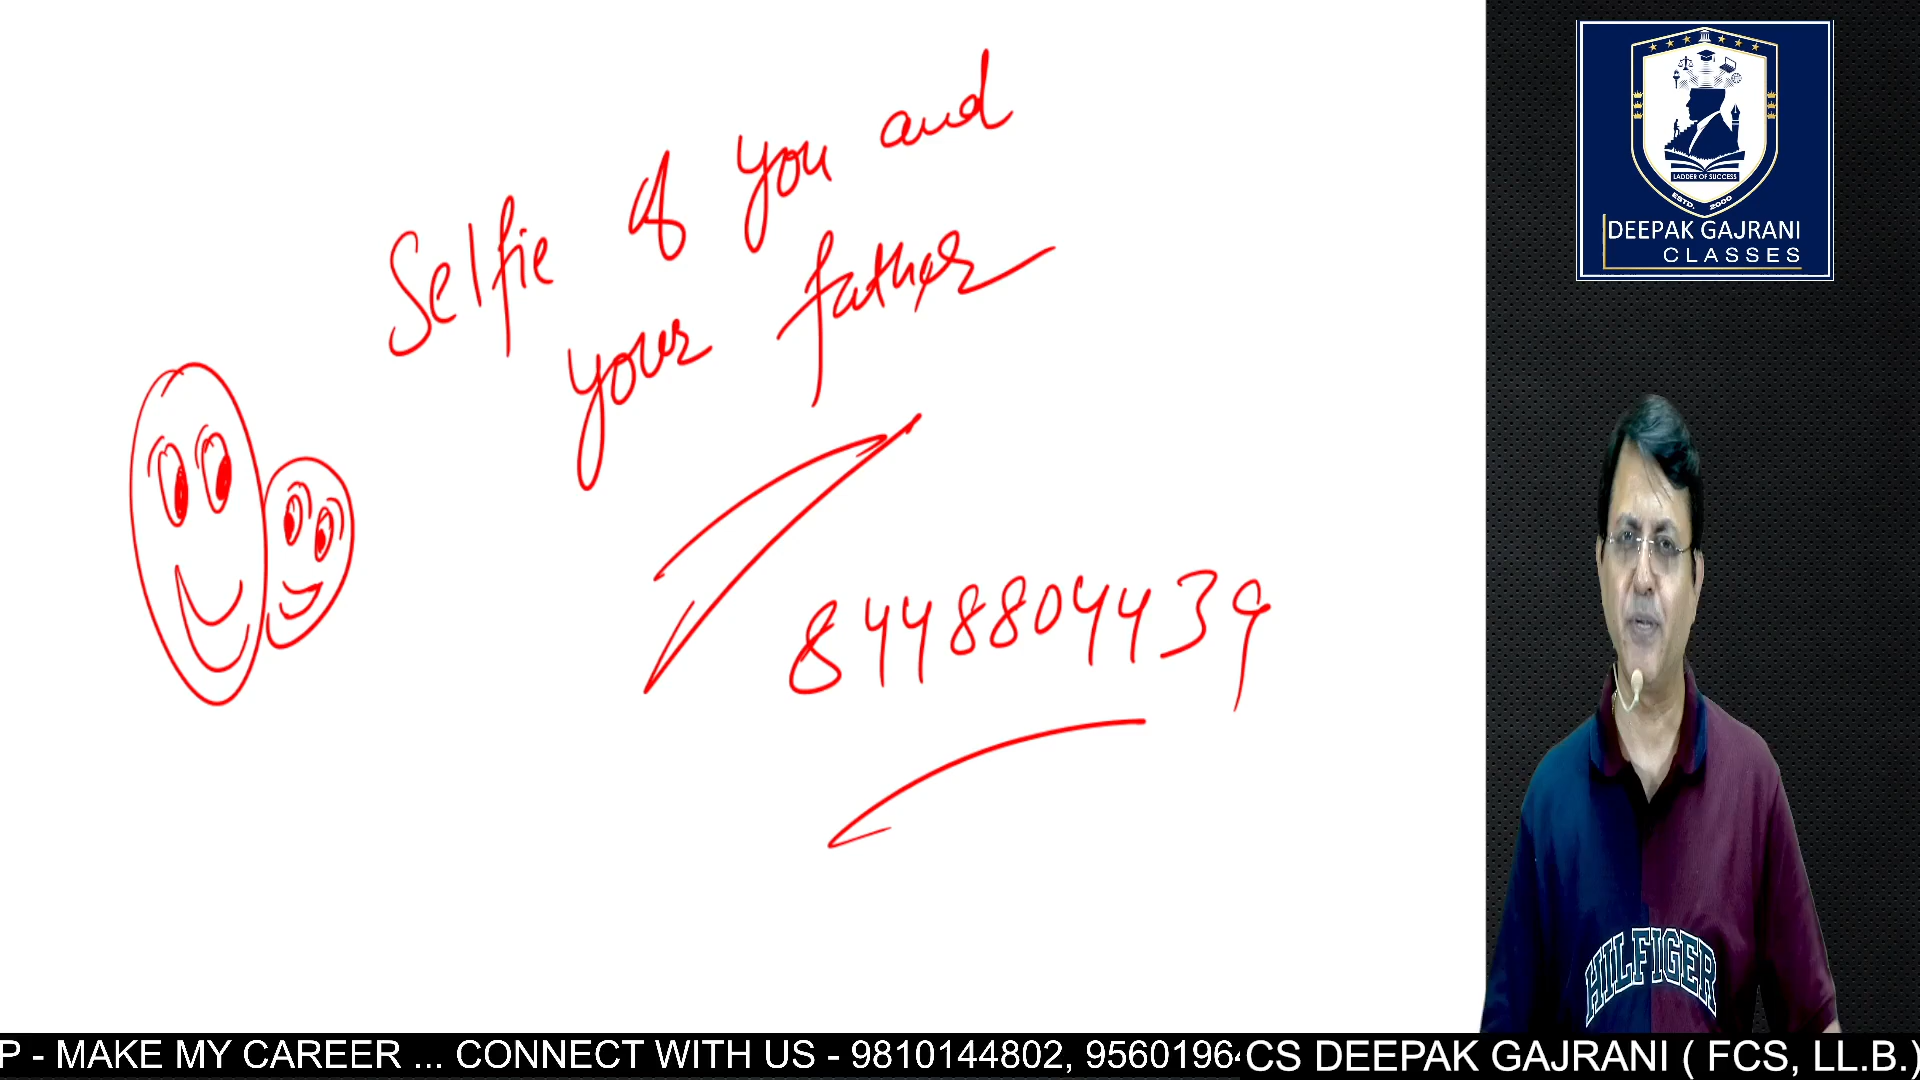 Selfie of you and
your father
8448804439
LADDER OF SUCCESS
ESTD. 2000
DEEPAK GAJRANI
CLASSES
HILFIGER
P - MAKE MY CAREER ... CONNECT WITH US - 9810144802, 9560196
CS DEEPAK GAJRANI ( FCS, LL.B.)